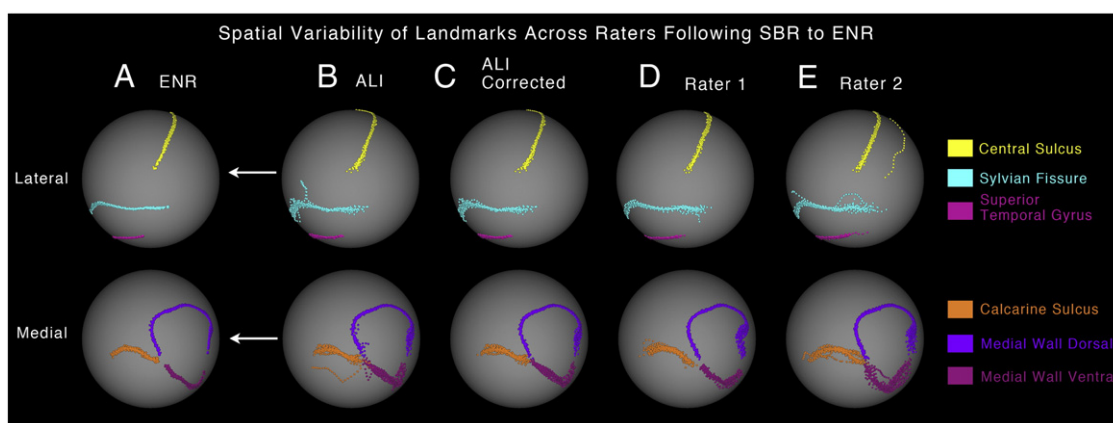 Spatial Variability of Landmarks Across Raters Following SBR to ENR
A ENR
B ALI
C ALI Corrected
D Rater 1
E Rater 2
Lateral
Central Sulcus
Sylvian Fissure
Superior
Temporal Gyrus
Medial
Calcarine Sulcus
Medial Wall Dorsal
Medial Wall Ventral